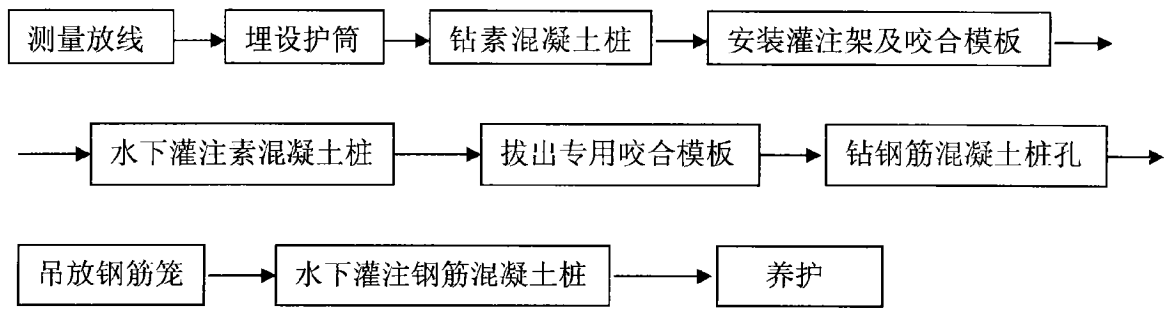 测量放线 埋设护筒 钻素混凝土桩 安装灌注架及咬合模板
水下灌注素混凝土桩 拔出专用咬合模板 钻钢筋混凝土桩孔
吊放钢筋笼 水下灌注钢筋混凝土桩 养护